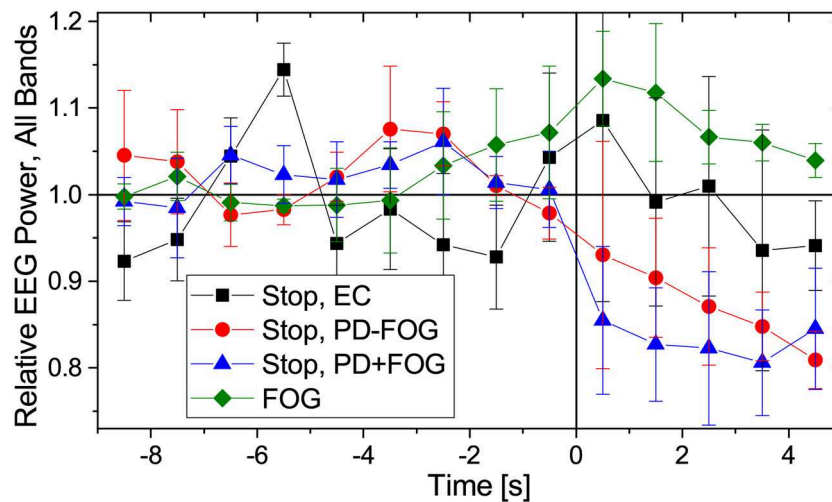 Relative EEG Power, All Bands
1.2
1.1
1.0
0.9
0.8
Stop, EC
Stop, PD-FOG
Stop, PD+FOG
FOG
-8
-6
-4
-2
0
2
4
Time [s]